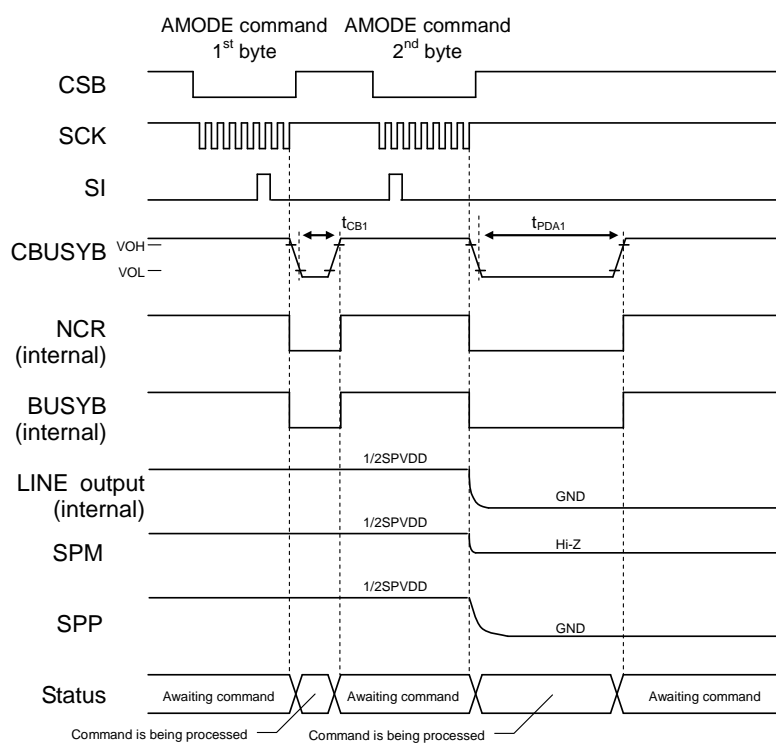 AMODE command
1st byte
AMODE command
2nd byte
CSB
SCK
SI
tCB1
tPDA1
CBUSYB
VOH
VOL
NCR
(internal)
BUSYB
(internal)
1/2SPVDD
LINE output
(internal)
GND
1/2SPVDD
SPM
Hi-Z
1/2SPVDD
SPP
GND
Status
Awaiting command
Awaiting command
Awaiting command
Command is being processed
Command is being processed